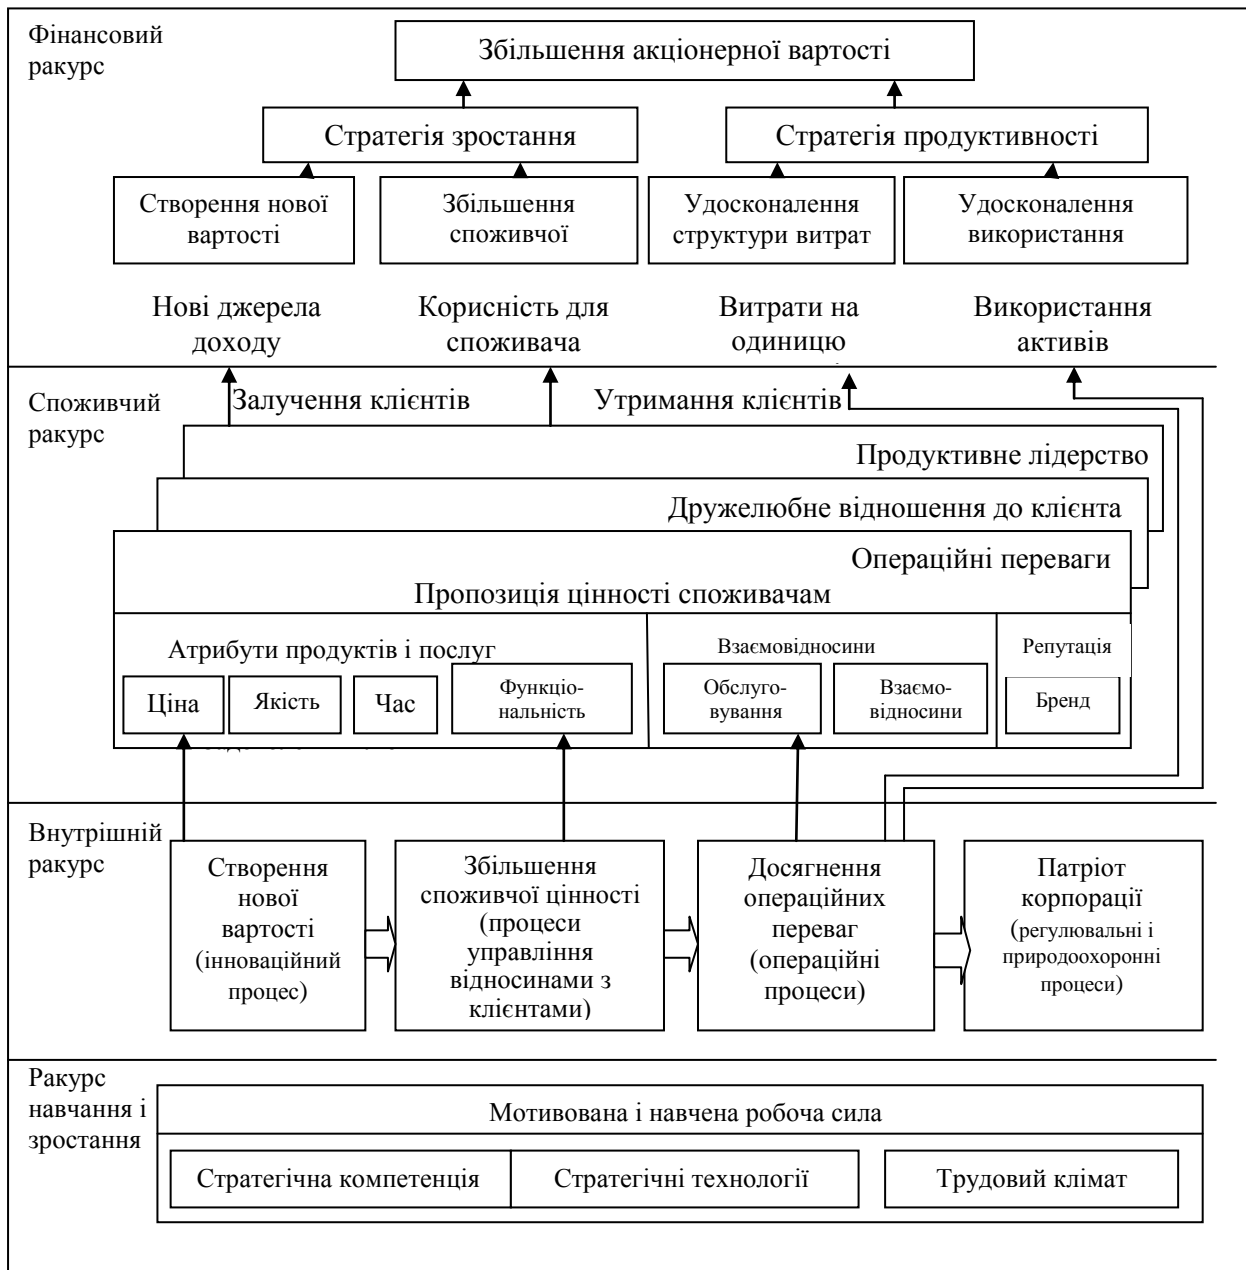 Фінансовий
ракурс
Збільшення акціонерної вартості
Стратегія зростання
Стратегія продуктивності
Створення нової
вартості
Збільшення
споживчої
Удосконалення
структури витрат
Удосконалення
використання
Нові джерела
доходу
Корисність для
споживача
Витрати на
одиницю
Використання
активів
Споживчий
ракурс
Залучення клієнтів
Утримання клієнтів
Продуктивне лідерство
Дружелюбне відношення до клієнта
Операційні переваги
Пропозиція цінності споживачам
Атрибути продуктів і послуг
Взаємовідносини
Репутація
Ціна
Якість
Час
Функціо-
нальність
Обслуго-
вування
Взаємо-
відносини
Бренд
Внутрішній
ракурс
Створення
нової
вартості
(інноваційний
процес)
Збільшення
споживчої цінності
(процеси
управління
відносинами з
клієнтами)
Досягнення
операційних
переваг
(операційні
процеси)
Патріот
корпорації
(регулювальні і
природоохоронні
процеси)
Ракурс
навчання і
зростання
Мотивована і навчена робоча сила
Стратегічна компетенція
Стратегічні технології
Трудовий клімат